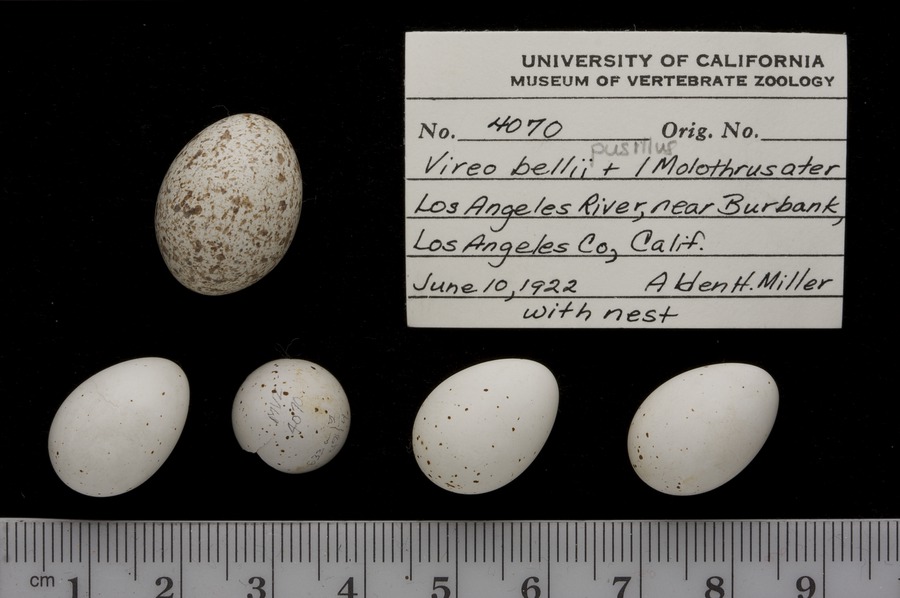 UNIVERSITY OF CALIFORNIA
MUSEUM OF VERTEBRATE ZOOLOGY
No. 4070 Orig. No.
pusillus
Vireo bellii + 1 Molothrus ater
Los Angeles River, near Burbank,
Los Angeles Co, Calif.
June 10, 1922 Alden H. Miller
with nest
4070
cm 1 2 3 4 5 6 7 8 9